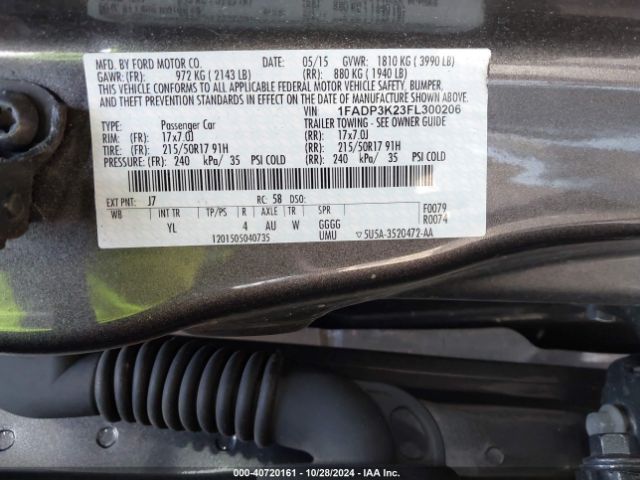 MFD. BY FORD MOTOR CO. DATE: 05/15 GVWR: 1810 KG ( 3990 LB)
GAWR: (FR): 972 KG ( 2143 LB) (RR): 880 KG ( 1940 LB)
THIS VEHICLE CONFORMS TO ALL APPLICABLE FEDERAL MOTOR VEHICLE SAFETY, BUMPER,
AND THEFT PREVENTION STANDARDS IN EFFECT ON THE DATE OF MANUFACTURE SHOWN ABOVE.
VIN 1FADP3K23FL300206
TYPE: Passenger Car TRAILER TOWING - SEE OWNER GUIDE
RIM: (FR): 17x7.0J (RR): 17x7.0J
TIRE: (FR): 215/50R17 91H (RR): 215/50R17 91H
PRESSURE: (FR): 240 kPa/ 35 PSI COLD (RR): 240 kPa/ 35 PSI COLD
EXT PNT: J7 RC: 58 DSO: F0079
WB INT TR TP/PS R AXLE TR SPR R0074
YL 4 AU W GGGG
1201505040735 UMU ▽ 5U5A-3520472-AA
000-40720161 - 10/28/2024 - IAA Inc.